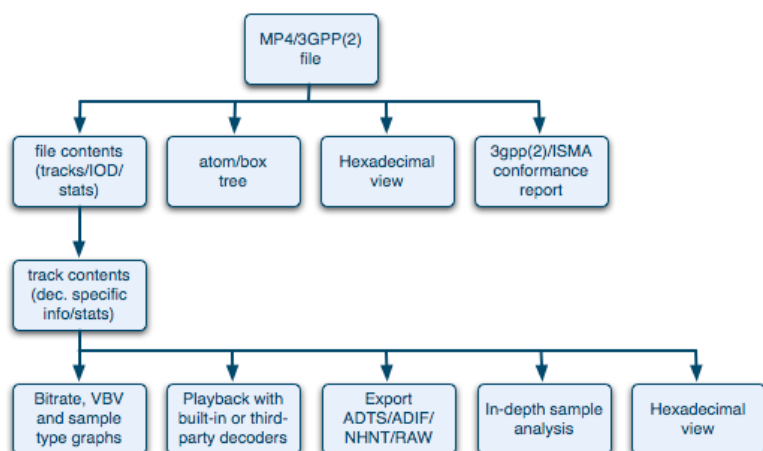 MP4/3GPP(2)
file
file contents
(tracks/IOD/
stats)
atom/box
tree
Hexadecimal
view
3gpp(2)/ISMA
conformance
report
track contents
(dec. specific
info/stats)
Bitrate, VBV
and sample
type graphs
Playback with
built-in or third-
party decoders
Export
ADTS/ADIF/
NHNT/RAW
In-depth sample
analysis
Hexadecimal
view